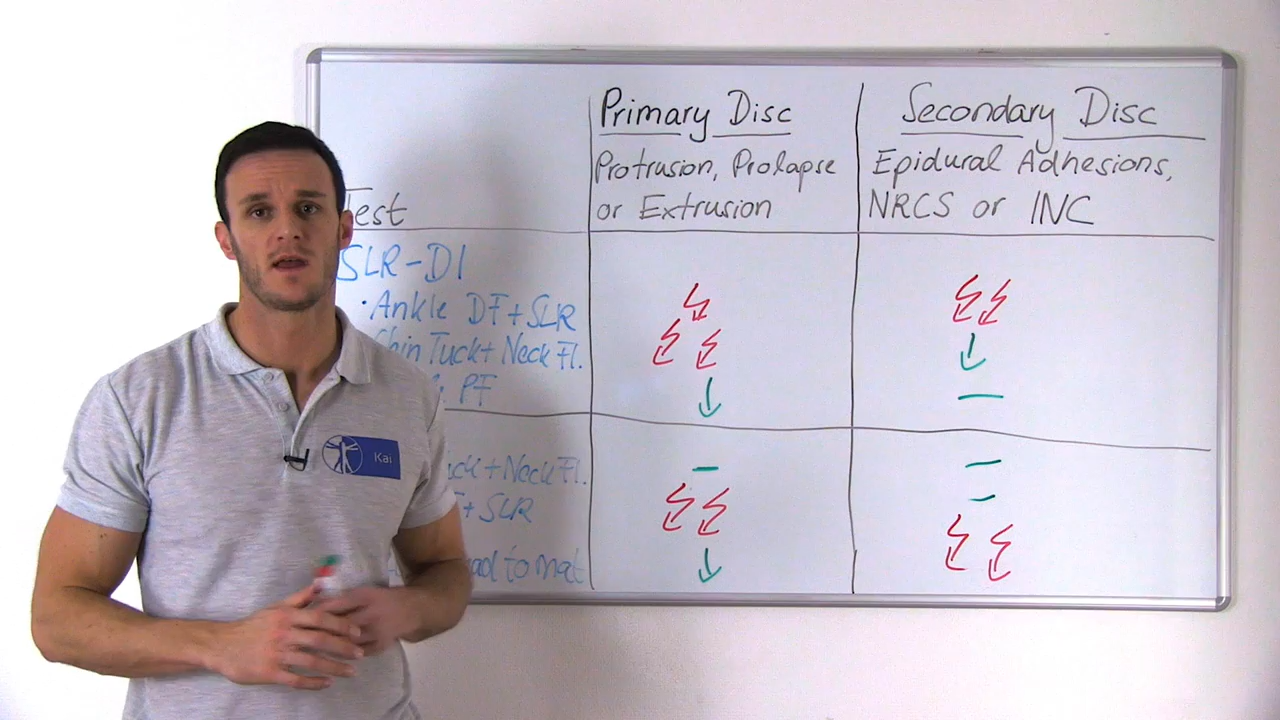 Primary Disc
Secondary Disc
Protrusion, Prolapse
or Extrusion
Epidural Adhesions,
NRCS or INC
Test
SLR-DI
• Ankle DF + SLR
Chin Tuck + Neck Fl.
PF
+ Neck Fl.
+ SLR
to mat
Kai